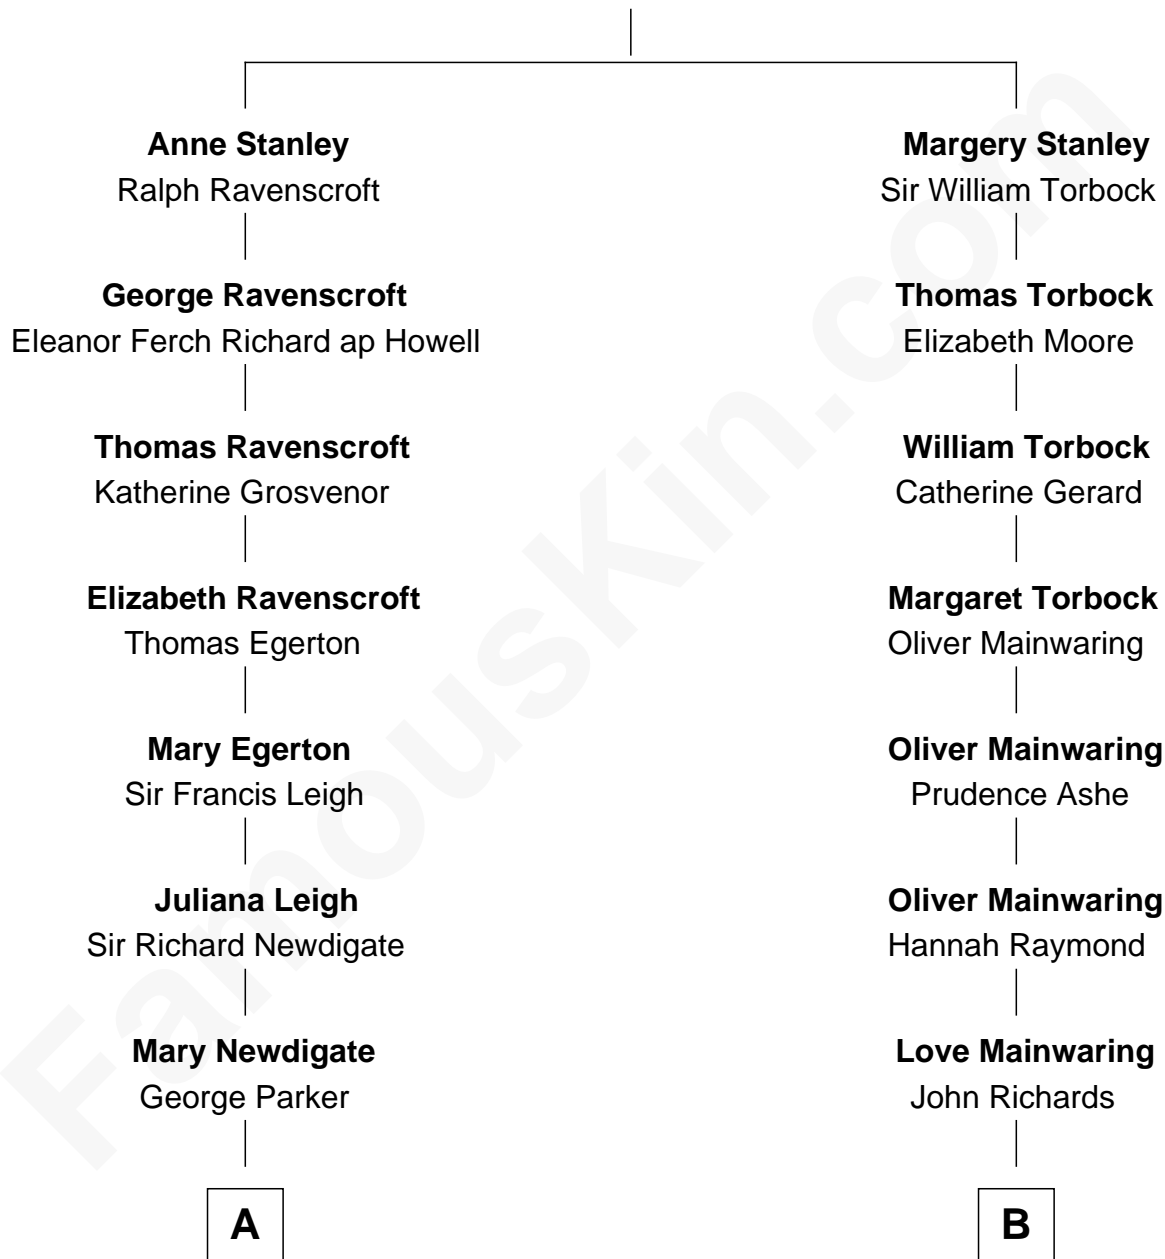 Anne Stanley
Ralph Ravenscroft
George Ravenscroft
Eleanor Ferch Richard ap Howell
Thomas Ravenscroft
Katherine Grosvenor
Elizabeth Ravenscroft
Thomas Egerton
Mary Egerton
Sir Francis Leigh
Juliana Leigh
Sir Richard Newdigate
Mary Newdigate
George Parker
A
Margery Stanley
Sir William Torbock
Thomas Torbock
Elizabeth Moore
William Torbock
Catherine Gerard
Margaret Torbock
Oliver Mainwaring
Oliver Mainwaring
Prudence Ashe
Oliver Mainwaring
Hannah Raymond
Love Mainwaring
John Richards
B
FamousKin.com